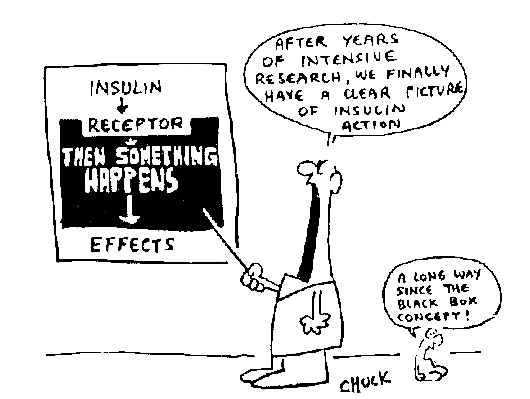 AFTER YEARS
OF INTENSIVE
RESEARCH, WE FINALLY
HAVE A CLEAR PICTURE
OF INSULIN
ACTION
INSULIN
RECEPTOR
THEN SOMETHING
HAPPENS
EFFECTS
A LONG WAY
SINCE THE
BLACK BOX
CONCEPT!
CHUCK